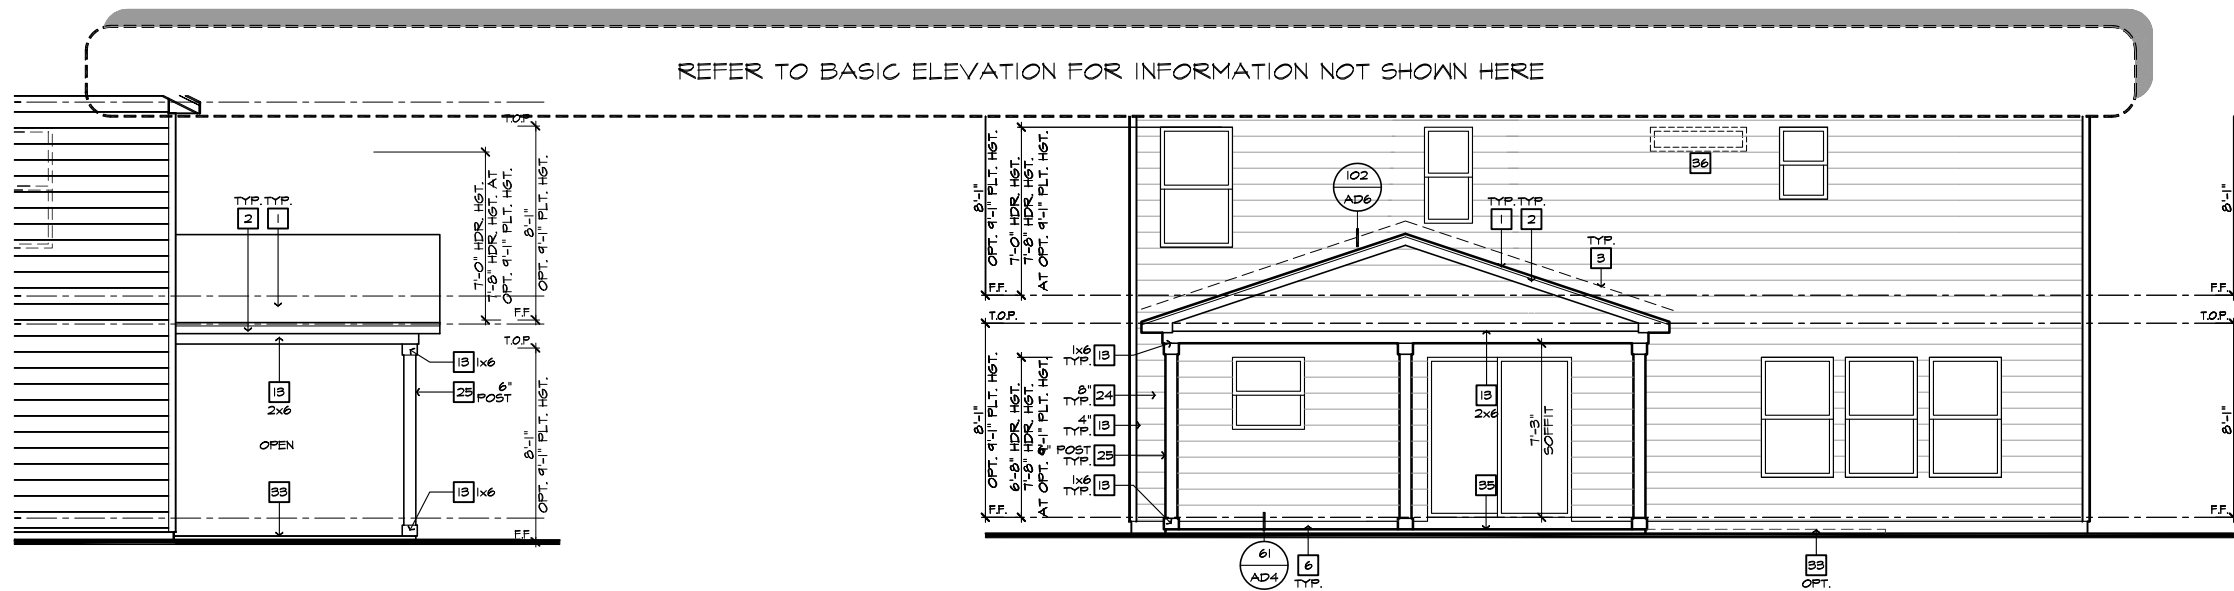 REFER TO BASIC ELEVATION FOR INFORMATION NOT SHOWN HERE
T.O.P.
7'-0" HDR. HGT.
7'-8" HDR. HGT. AT
OPT. 9'-1" PLT. HGT.
8'-1"
OPT. 9'-1" PLT. HGT.
TYP. TYP.
2 1
F.F.
T.O.P.
13 1x6
13
2x6
25 6"
POST
OPEN
33
13 1x6
8'-1"
OPT. 9'-1" PLT. HGT.
F.F.
8'-1"
OPT. 9'-1" PLT. HGT.
7'-0" HDR. HGT.
7'-8" HDR. HGT.
AT OPT. 9'-1" PLT. HGT.
F.F.
T.O.P.
102
AD6
36
TYP. TYP.
1 2
TYP.
3
8'-1"
F.F.
T.O.P.
8'-1"
OPT. 9'-1" PLT. HGT.
6'-8" HDR. HGT.
7'-8" HDR. HGT.
AT OPT. 9'-1" PLT. HGT.
1x6
TYP. 13
8"
TYP. 24
4"
TYP. 13
POST
TYP. 25
1x6
TYP. 13
F.F.
13
2x6
7'-3"
SOFFIT
35
8'-1"
F.F.
61
AD4
6
TYP.
33
OPT.